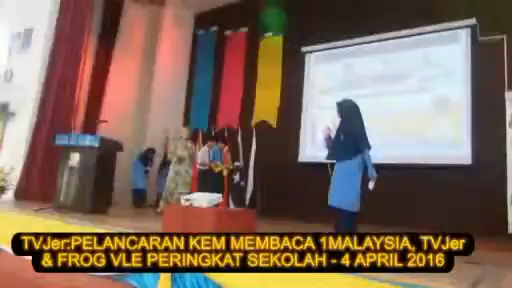 TVJer:PELANCARAN KEM MEMBACA 1MALAYSIA, TVJer
& FROG VLE PERINGKAT SEKOLAH - 4 APRIL 2016